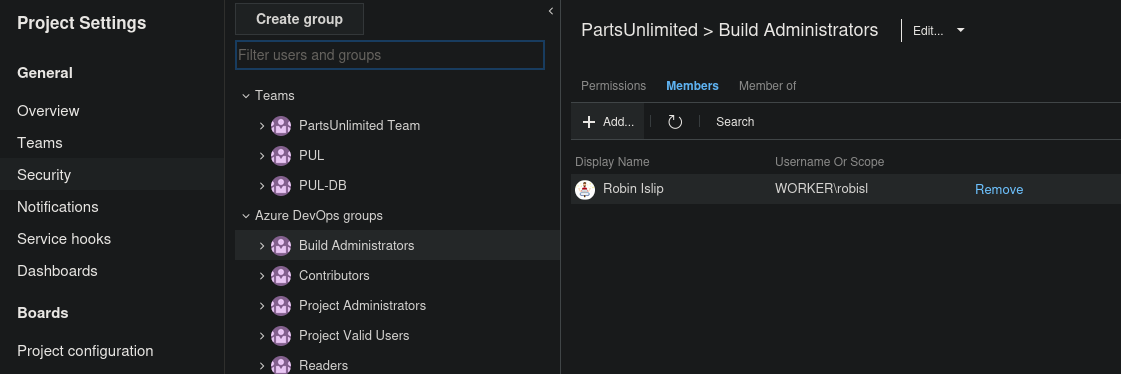 Project Settings
General
Overview
Teams
Security
Notifications
Service hooks
Dashboards
Boards
Project configuration
Create group
Filter users and groups
Teams
PartsUnlimited Team
PUL
PUL-DB
Azure DevOps groups
Build Administrators
Contributors
Project Administrators
Project Valid Users
Readers
PartsUnlimited > Build Administrators Edit...
Permissions Members Member of
Add... Search
Display Name Username Or Scope
Robin Islip WORKER\robisl Remove